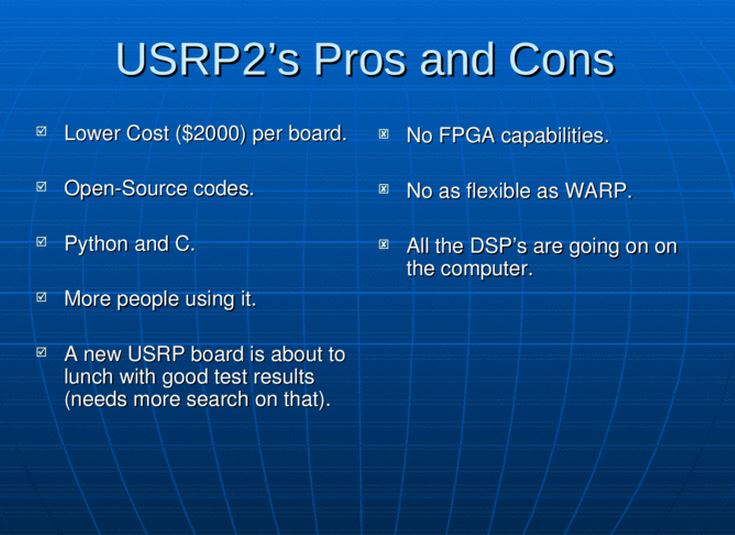 USRP2's Pros and Cons
Lower Cost ($2000) per board.
Open-Source codes.
Python and C.
More people using it.
A new USRP board is about to
lunch with good test results
(needs more search on that).
No FPGA capabilities.
No as flexible as WARP.
All the DSP's are going on on
the computer.